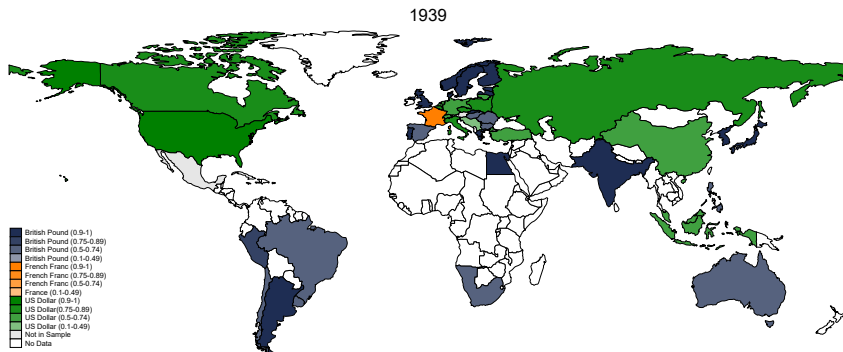 1939
British Pound (0.9-1)
British Pound (0.75-0.89)
British Pound (0.5-0.74)
British Pound (0.1-0.49)
French Franc (0.9-1)
French Franc (0.75-0.89)
French Franc (0.5-0.74)
France (0.1-0.49)
US Dollar (0.9-1)
US Dollar(0.75-0.89)
US Dollar (0.5-0.74)
US Dollar (0.1-0.49)
Not in Sample
No Data